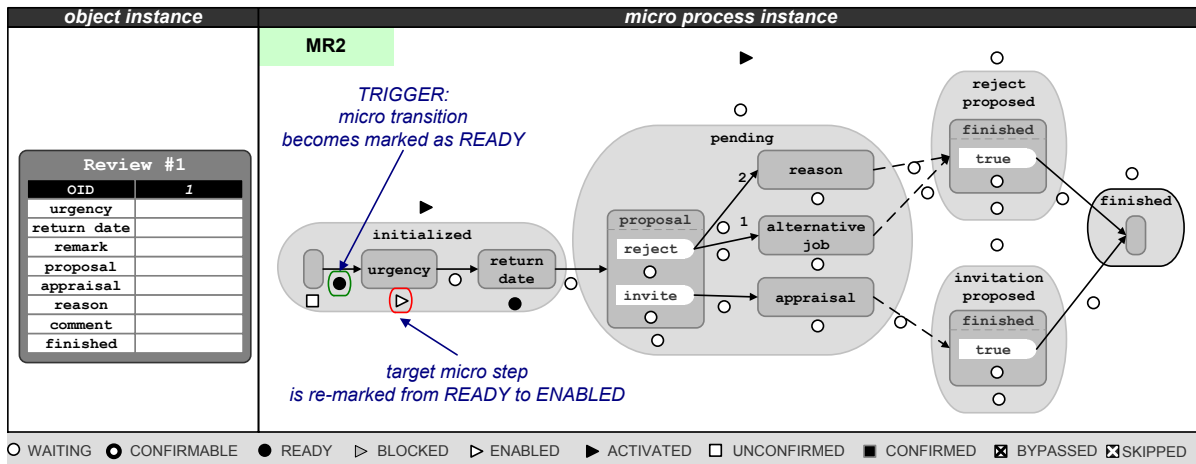 object instance
micro process instance
MR2
TRIGGER:
micro transition
becomes marked as READY
Review #1
OID 1
urgency
return date
remark
proposal
appraisal
reason
comment
finished
initialized
urgency
return
date
target micro step
is re-marked from READY to ENABLED
pending
proposal
reject
invite
2
1
reason
alternative
job
appraisal
reject
proposed
finished
true
invitation
proposed
finished
true
finished
WAITING CONFIRMABLE READY BLOCKED ENABLED ACTIVATED UNCONFIRMED CONFIRMED BYPASSED SKIPPED